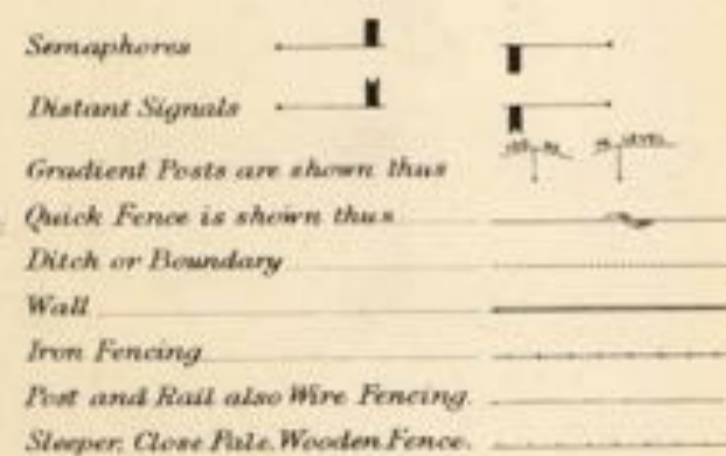 Semaphores
Distant Signals
Gradient Posts are shown thus
Quick Fence is shown thus
Ditch or Boundary
Wall
Iron Fencing
Post and Rail also Wire Fencing.
Sleeper, Close Pale, Wooden Fence.